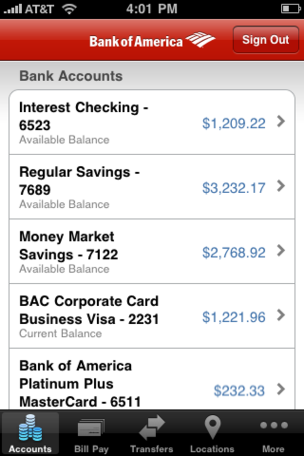 AT&T 4:01 PM
Bank of America Sign Out
Bank Accounts
Interest Checking -
6523
Available Balance
$1,209.22
Regular Savings -
7689
Available Balance
$3,232.17
Money Market
Savings - 7122
Available Balance
$2,768.92
BAC Corporate Card
Business Visa - 2231
Current Balance
$1,221.96
Bank of America
Platinum Plus
MasterCard - 6511
$232.33
Accounts Bill Pay Transfers Locations More